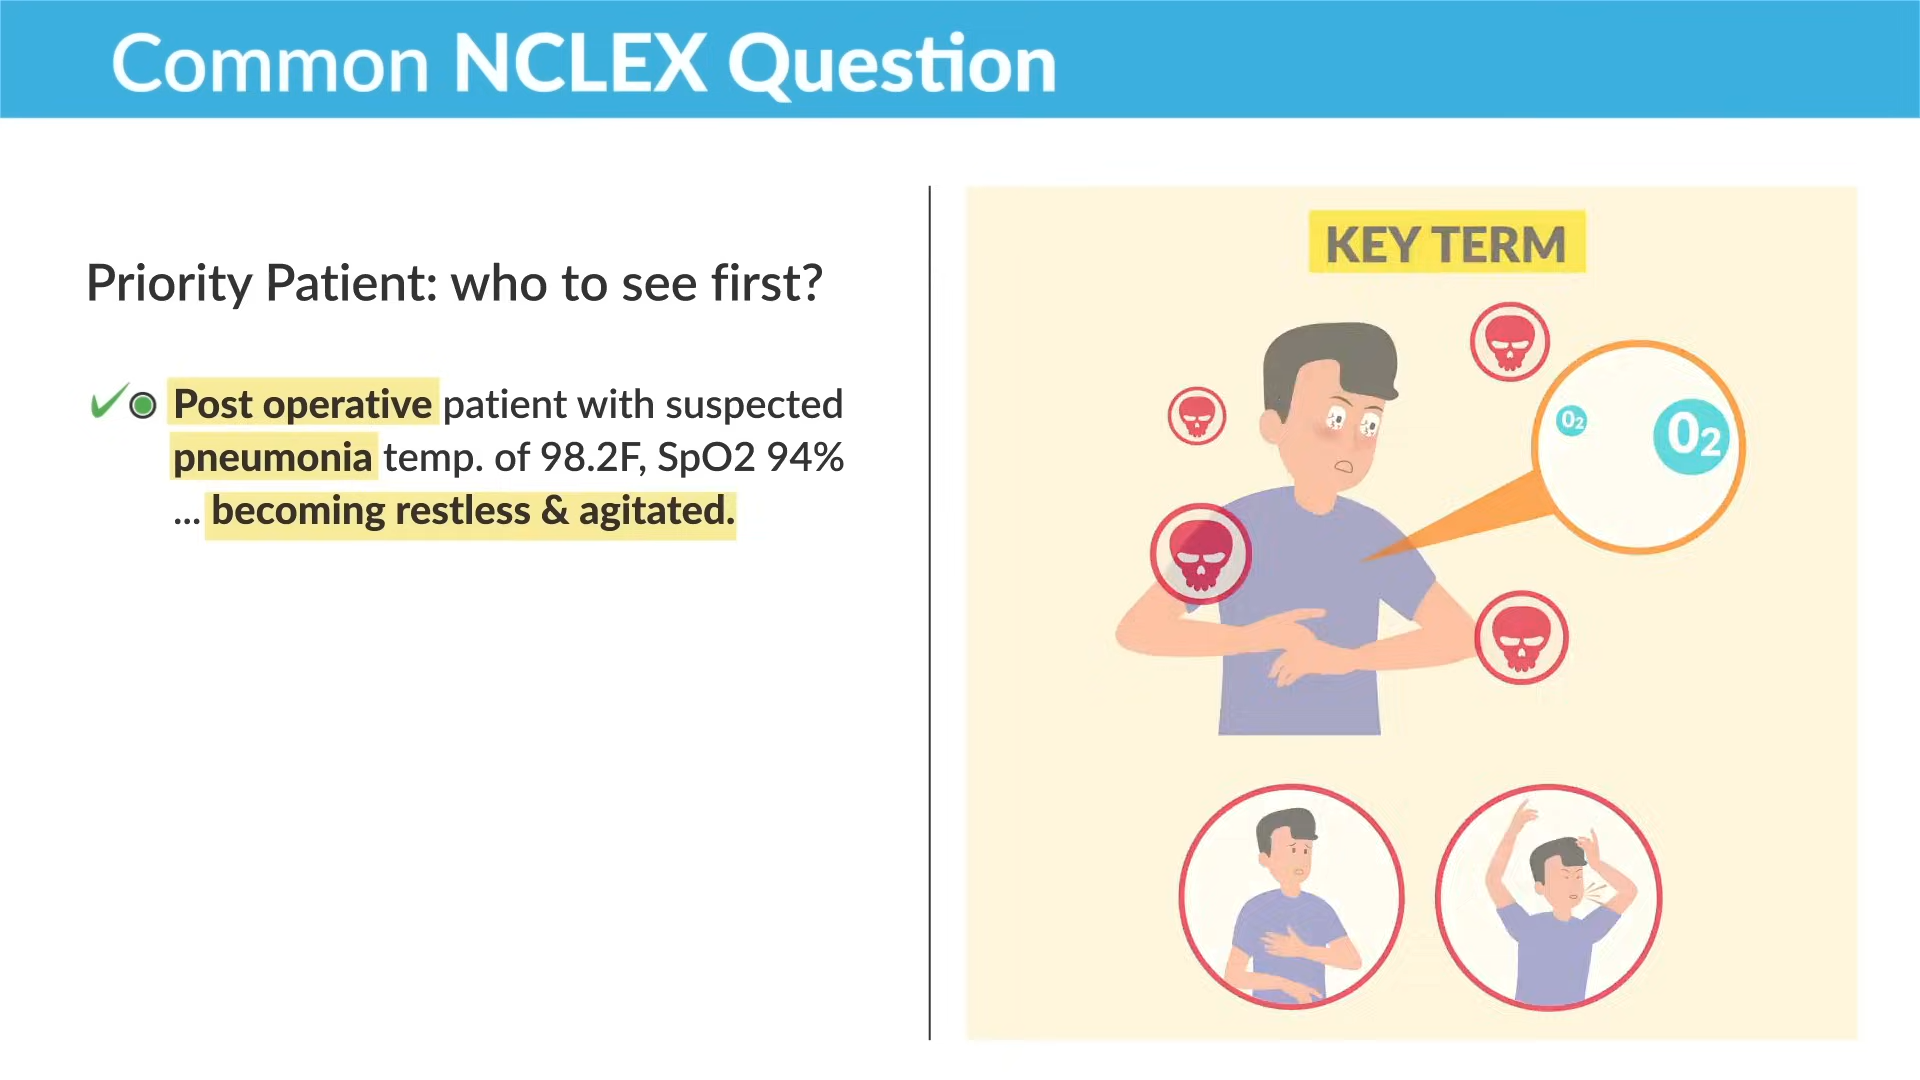 Common NCLEX Question
Priority Patient: who to see first?
Post operative patient with suspected
pneumonia temp. of 98.2F, SpO2 94%
... becoming restless & agitated.
KEY TERM
O2
O2